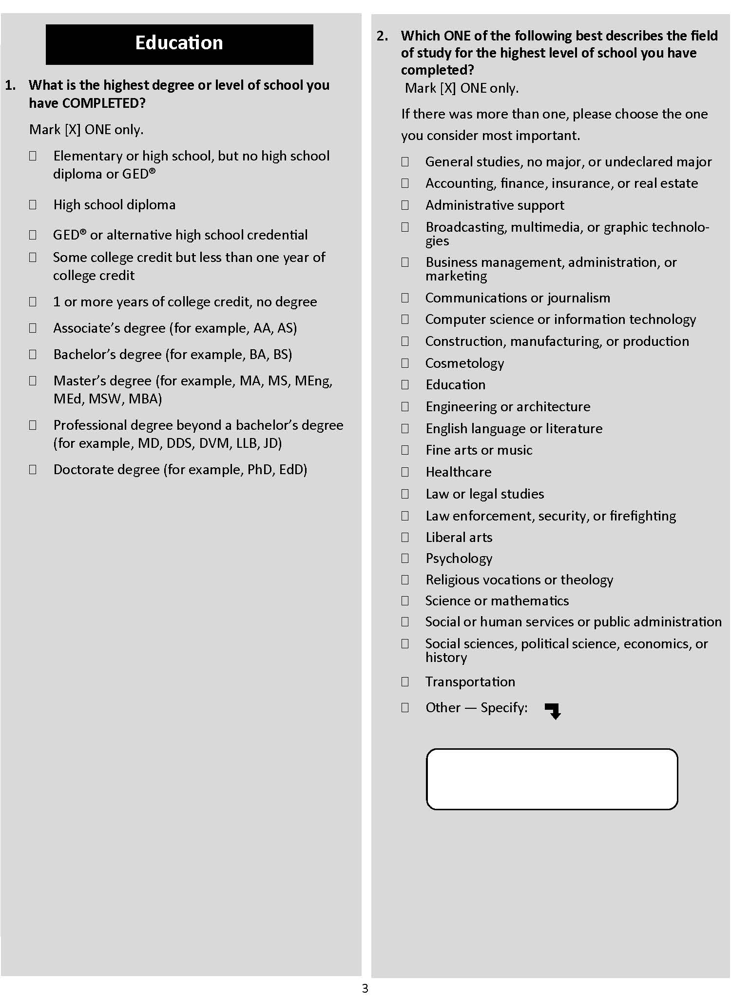 Education
1. What is the highest degree or level of school you
have COMPLETED?
Mark [X] ONE only.
Elementary or high school, but no high school
diploma or GED®
High school diploma
GED® or alternative high school credential
Some college credit but less than one year of
college credit
1 or more years of college credit, no degree
Associate’s degree (for example, AA, AS)
Bachelor’s degree (for example, BA, BS)
Master’s degree (for example, MA, MS, MEng,
MEd, MSW, MBA)
Professional degree beyond a bachelor’s degree
(for example, MD, DDS, DVM, LLB, JD)
Doctorate degree (for example, PhD, EdD)
2. Which ONE of the following best describes the field
of study for the highest level of school you have
completed?
Mark [X] ONE only.
If there was more than one, please choose the one
you consider most important.
General studies, no major, or undeclared major
Accounting, finance, insurance, or real estate
Administrative support
Broadcasting, multimedia, or graphic technolo-
gies
Business management, administration, or
marketing
Communications or journalism
Computer science or information technology
Construction, manufacturing, or production
Cosmetology
Education
Engineering or architecture
English language or literature
Fine arts or music
Healthcare
Law or legal studies
Law enforcement, security, or firefighting
Liberal arts
Psychology
Religious vocations or theology
Science or mathematics
Social or human services or public administration
Social sciences, political science, economics, or
history
Transportation
Other — Specify:
3